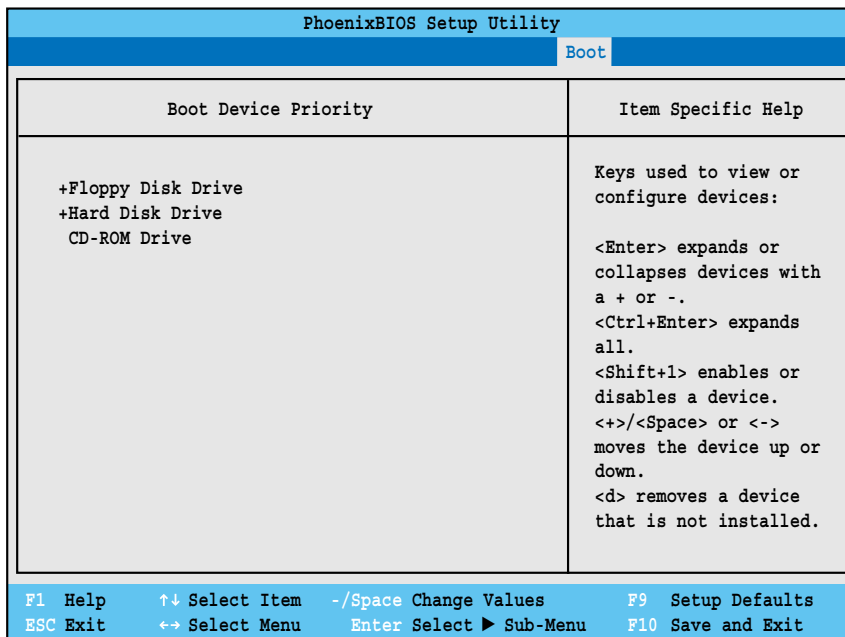 PhoenixBIOS Setup Utility
Boot
Boot Device Priority
Item Specific Help
+Floppy Disk Drive
+Hard Disk Drive
CD-ROM Drive
Keys used to view or
configure devices:
<Enter> expands or
collapses devices with
a + or -.
<Ctrl+Enter> expands
all.
<Shift+1> enables or
disables a device.
<+>/<Space> or <->
moves the device up or
down.
<d> removes a device
that is not installed.
F1 Help ↑↓ Select Item -/Space Change Values F9 Setup Defaults
ESC Exit ←→ Select Menu Enter Select ▶ Sub-Menu F10 Save and Exit